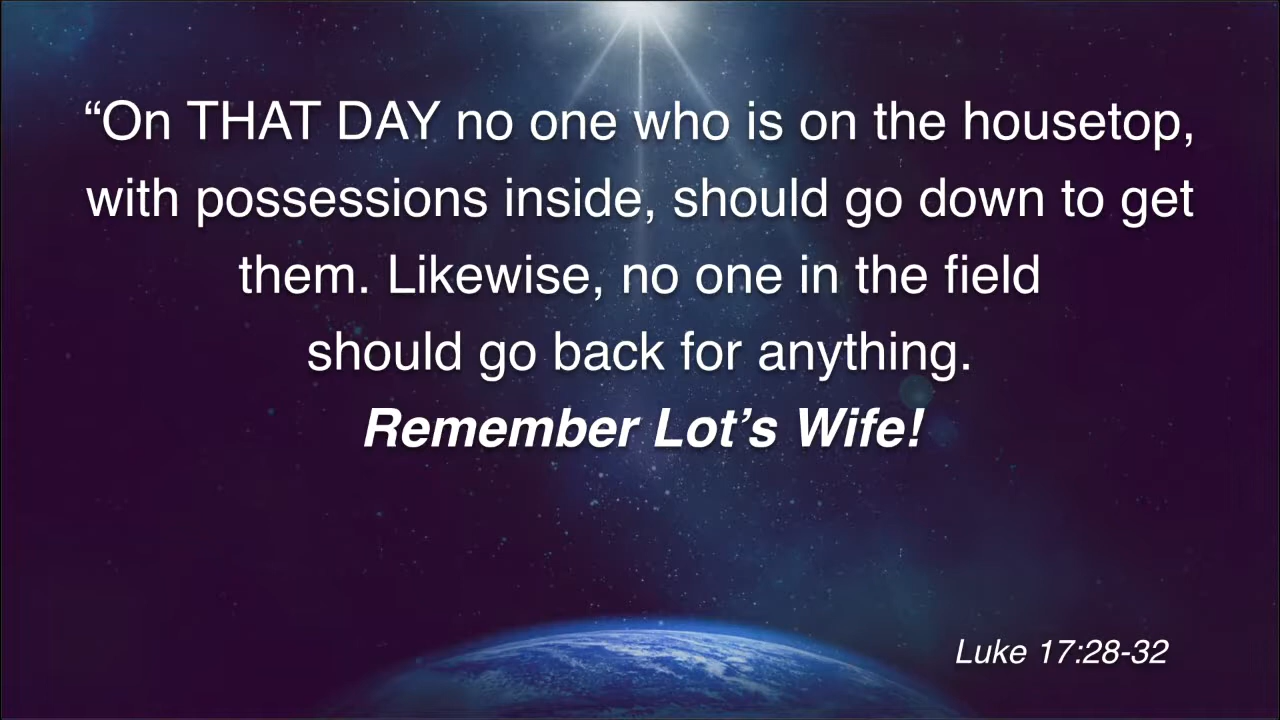 “On THAT DAY no one who is on the housetop,
with possessions inside, should go down to get
them. Likewise, no one in the field
should go back for anything.
Remember Lot’s Wife!
Luke 17:28-32